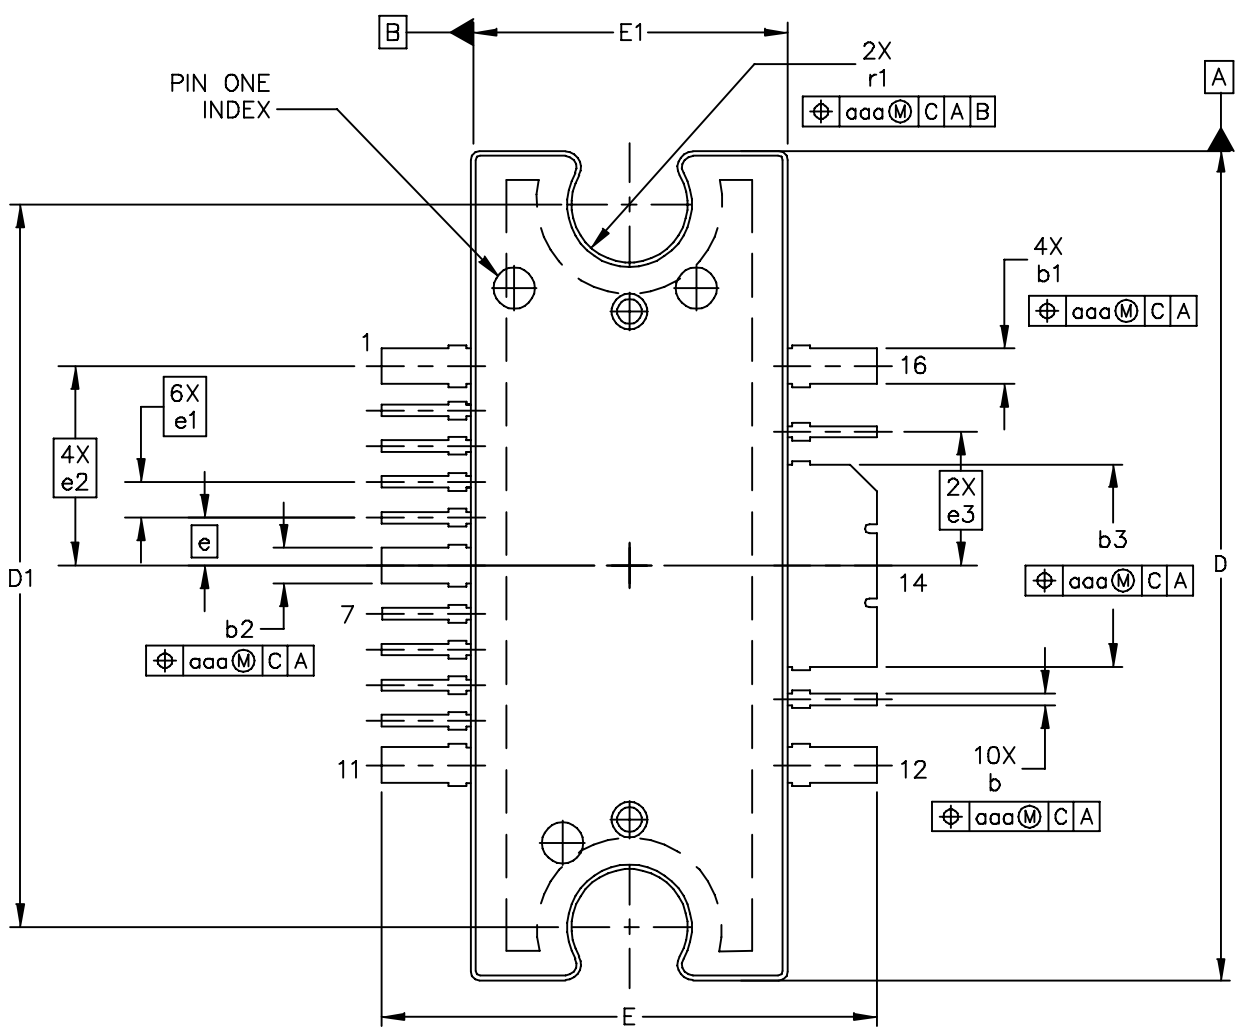 B
E1
2X
r1
⌖ aaa Ⓜ C A B
A
PIN ONE
INDEX
4X
b1
⌖ aaa Ⓜ C A
1
16
6X
e1
4X
e2
2X
e3
e
b3
⌖ aaa Ⓜ C A
D1
D
14
7
b2
⌖ aaa Ⓜ C A
11
12
10X
b
⌖ aaa Ⓜ C A
E